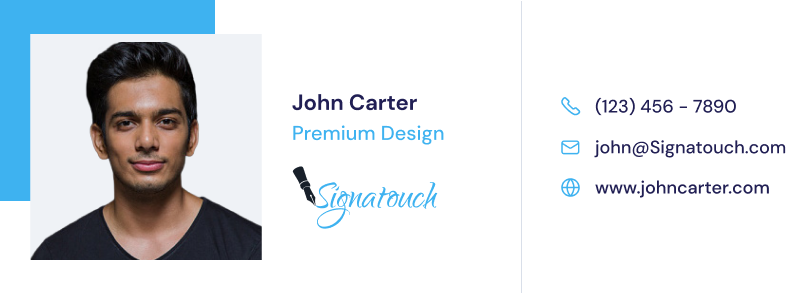 John Carter
Premium Design
Signatouch
(123) 456 - 7890
john@Signatouch.com
www.johncarter.com